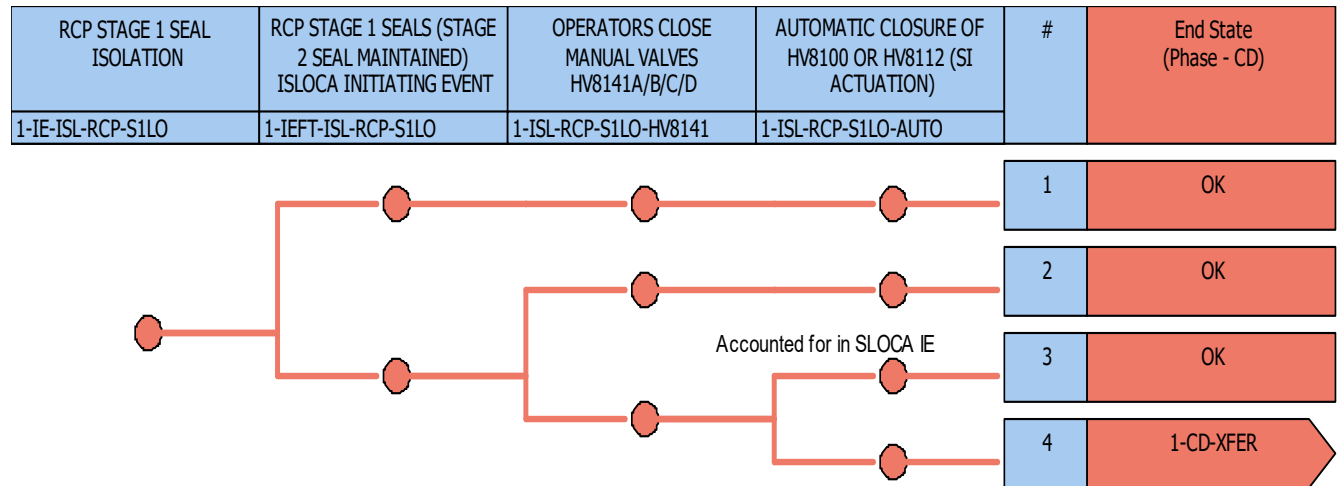 RCP STAGE 1 SEAL
ISOLATION
RCP STAGE 1 SEALS (STAGE
2 SEAL MAINTAINED)
ISLOCA INITIATING EVENT
OPERATORS CLOSE
MANUAL VALVES
HV8141A/B/C/D
AUTOMATIC CLOSURE OF
HV8100 OR HV8112 (SI
ACTUATION)
#
End State
(Phase - CD)
1-IE-ISL-RCP-S1LO
1-IEFT-ISL-RCP-S1LO
1-ISL-RCP-S1LO-HV8141
1-ISL-RCP-S1LO-AUTO
1
OK
2
OK
Accounted for in SLOCA IE
3
OK
4
1-CD-XFER